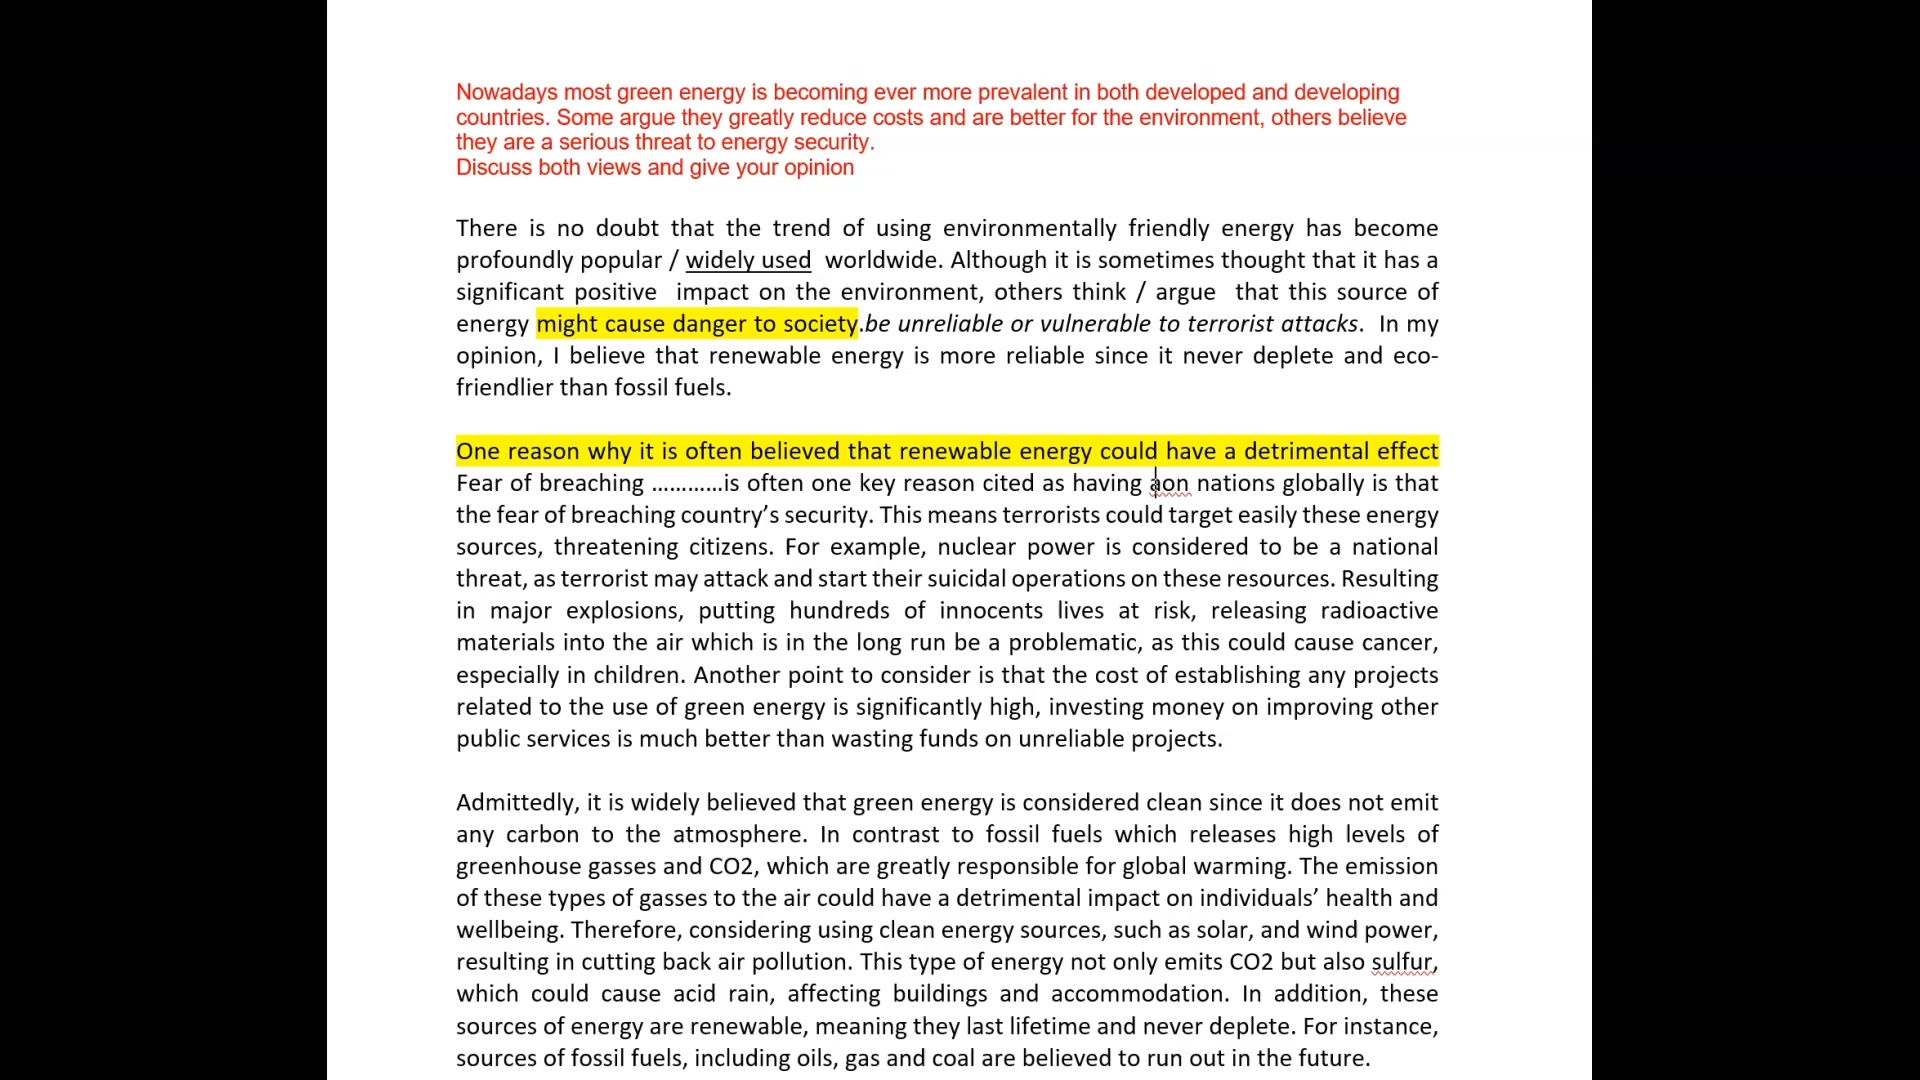 Nowadays most green energy is becoming ever more prevalent in both developed and developing
countries. Some argue they greatly reduce costs and are better for the environment, others believe
they are a serious threat to energy security.
Discuss both views and give your opinion
There is no doubt that the trend of using environmentally friendly energy has become
profoundly popular / widely used worldwide. Although it is sometimes thought that it has a
significant positive impact on the environment, others think / argue that this source of
energy might cause danger to society.be unreliable or vulnerable to terrorist attacks. In my
opinion, I believe that renewable energy is more reliable since it never deplete and eco-
friendlier than fossil fuels.
One reason why it is often believed that renewable energy could have a detrimental effect
Fear of breaching …………is often one key reason cited as having aon nations globally is that
the fear of breaching country’s security. This means terrorists could target easily these energy
sources, threatening citizens. For example, nuclear power is considered to be a national
threat, as terrorist may attack and start their suicidal operations on these resources. Resulting
in major explosions, putting hundreds of innocents lives at risk, releasing radioactive
materials into the air which is in the long run be a problematic, as this could cause cancer,
especially in children. Another point to consider is that the cost of establishing any projects
related to the use of green energy is significantly high, investing money on improving other
public services is much better than wasting funds on unreliable projects.
Admittedly, it is widely believed that green energy is considered clean since it does not emit
any carbon to the atmosphere. In contrast to fossil fuels which releases high levels of
greenhouse gasses and CO2, which are greatly responsible for global warming. The emission
of these types of gasses to the air could have a detrimental impact on individuals’ health and
wellbeing. Therefore, considering using clean energy sources, such as solar, and wind power,
resulting in cutting back air pollution. This type of energy not only emits CO2 but also sulfur,
which could cause acid rain, affecting buildings and accommodation. In addition, these
sources of energy are renewable, meaning they last lifetime and never deplete. For instance,
sources of fossil fuels, including oils, gas and coal are believed to run out in the future.